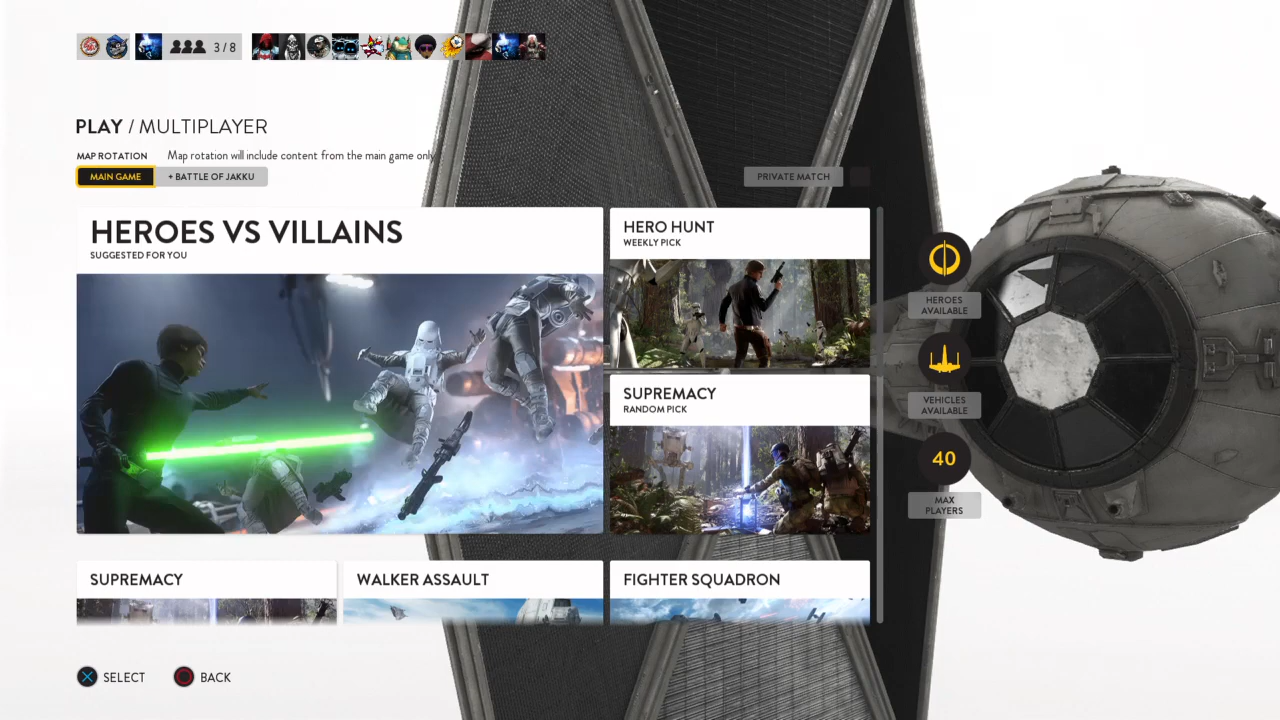 3 / 8
PLAY / MULTIPLAYER
MAP ROTATION Map rotation will include content from the main game only
MAIN GAME + BATTLE OF JAKKU
PRIVATE MATCH
HEROES VS VILLAINS
SUGGESTED FOR YOU
HERO HUNT
WEEKLY PICK
SUPREMACY
RANDOM PICK
HEROES
AVAILABLE
VEHICLES
AVAILABLE
40
MAX
PLAYERS
SUPREMACY
WALKER ASSAULT
FIGHTER SQUADRON
SELECT
BACK